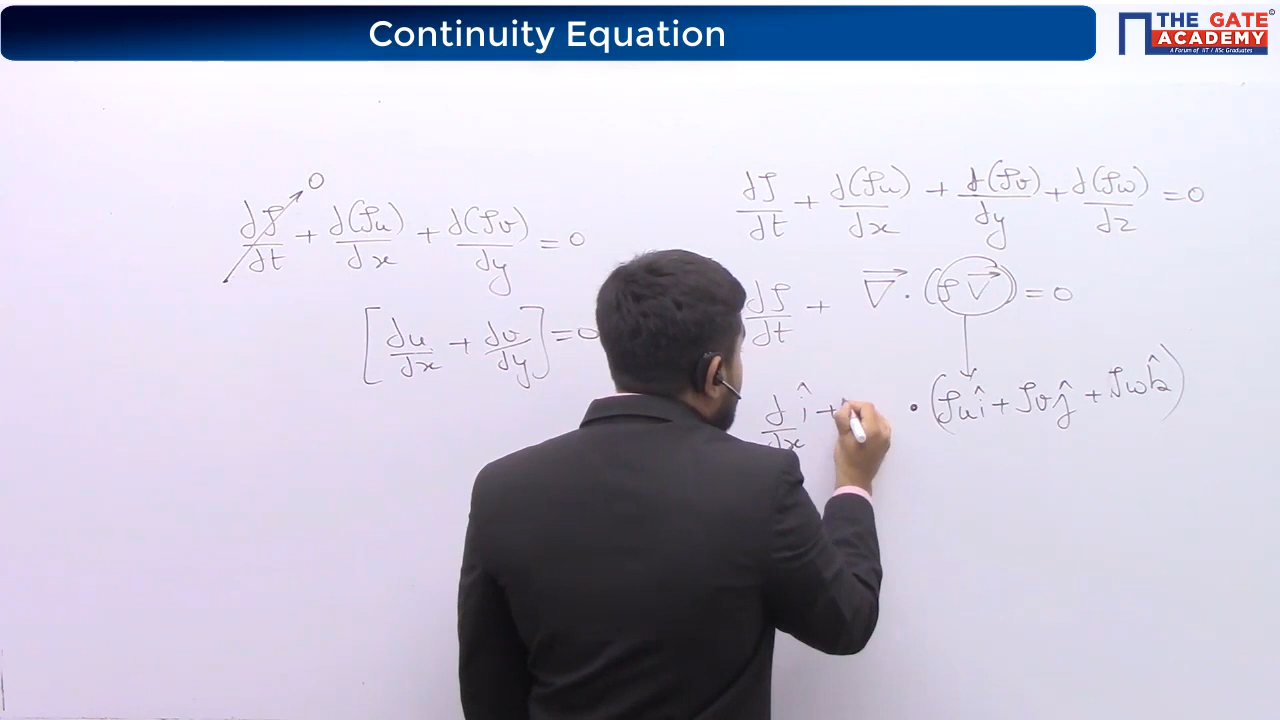 Continuity Equation
THE GATE ACADEMY
A Forum of IIT / IISc Graduates
∂ρ/∂t → 0 + ∂(ρu)/∂x + ∂(ρv)/∂y = 0
[∂u/∂x + ∂v/∂y] = 0
∂ρ/∂t + ∂(ρu)/∂x + ∂(ρv)/∂y + ∂(ρw)/∂z = 0
∂ρ/∂t + ∇⃗ · (ρV⃗) = 0
∂/∂x î + · (ρuî + ρvĵ + ρwk̂)